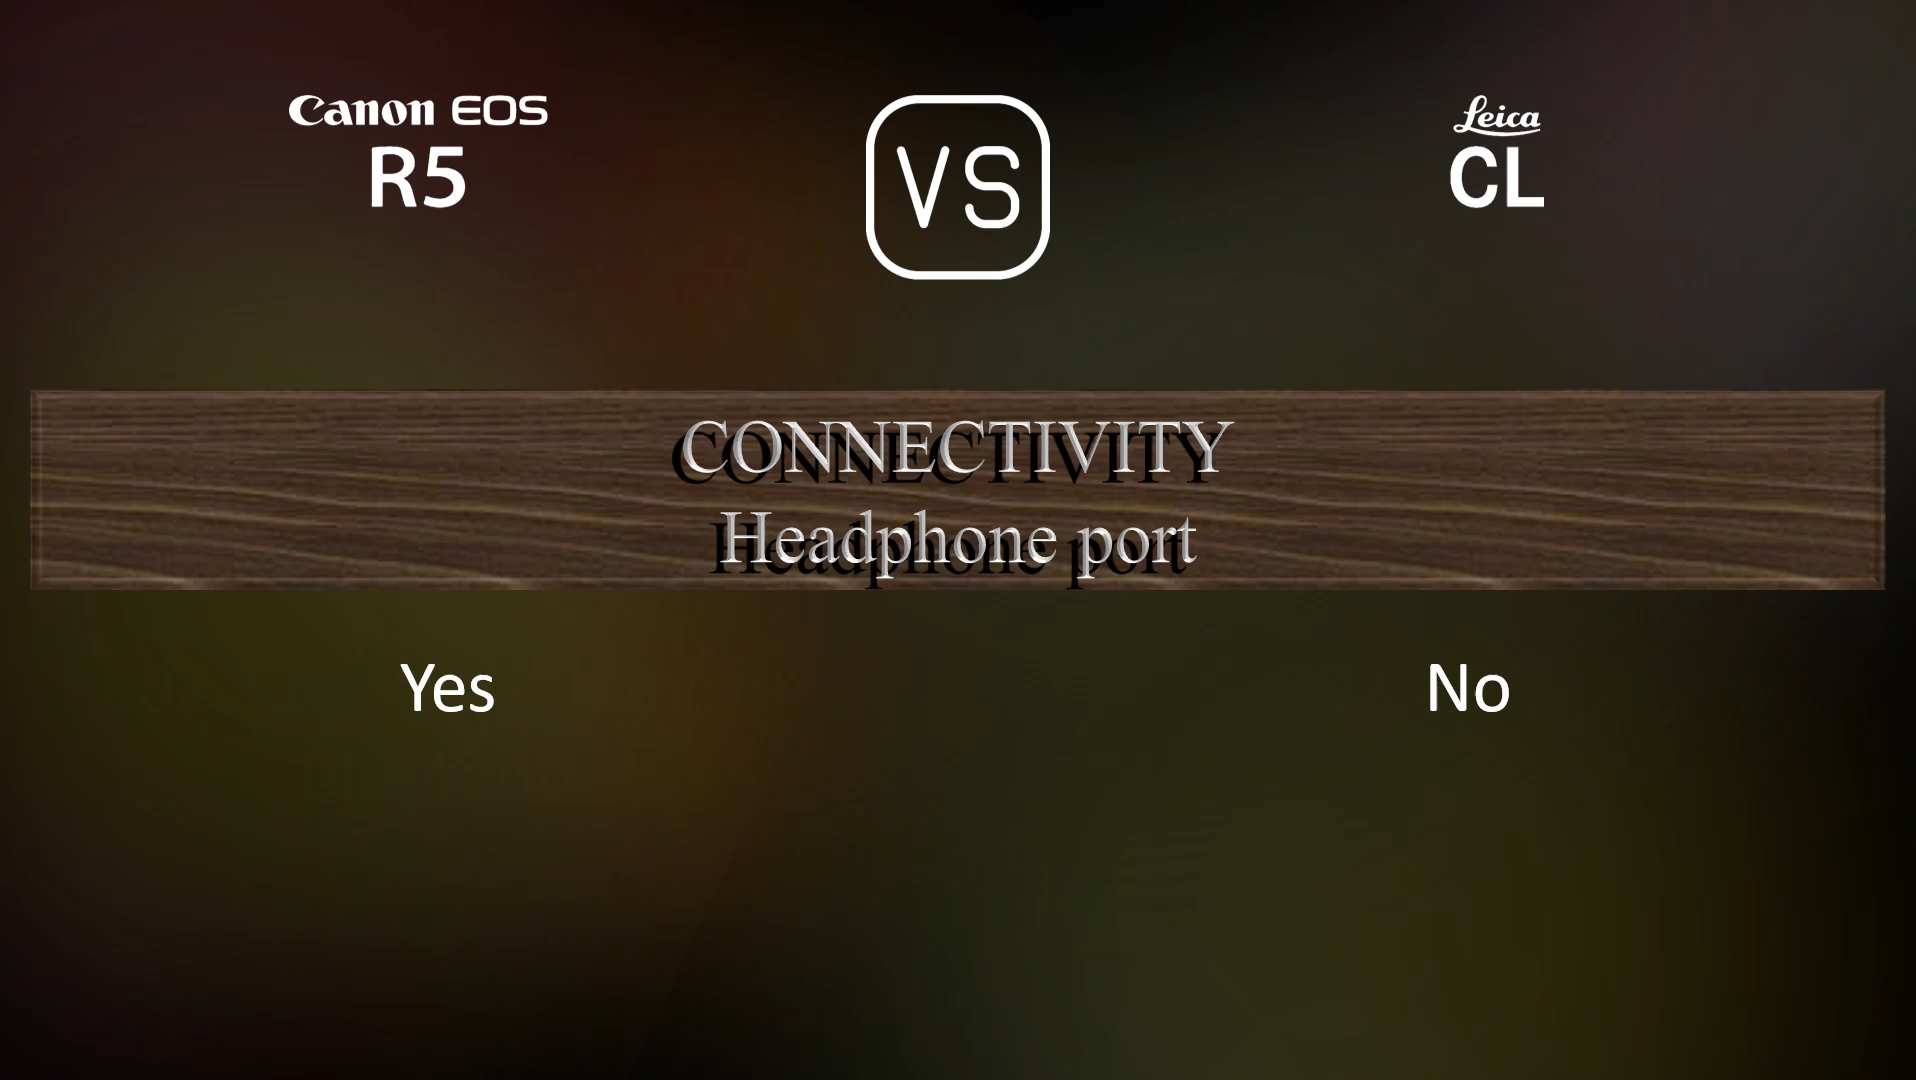 Canon EOS
R5
VS
Leica
CL
CONNECTIVITY
Headphone port
Yes
No